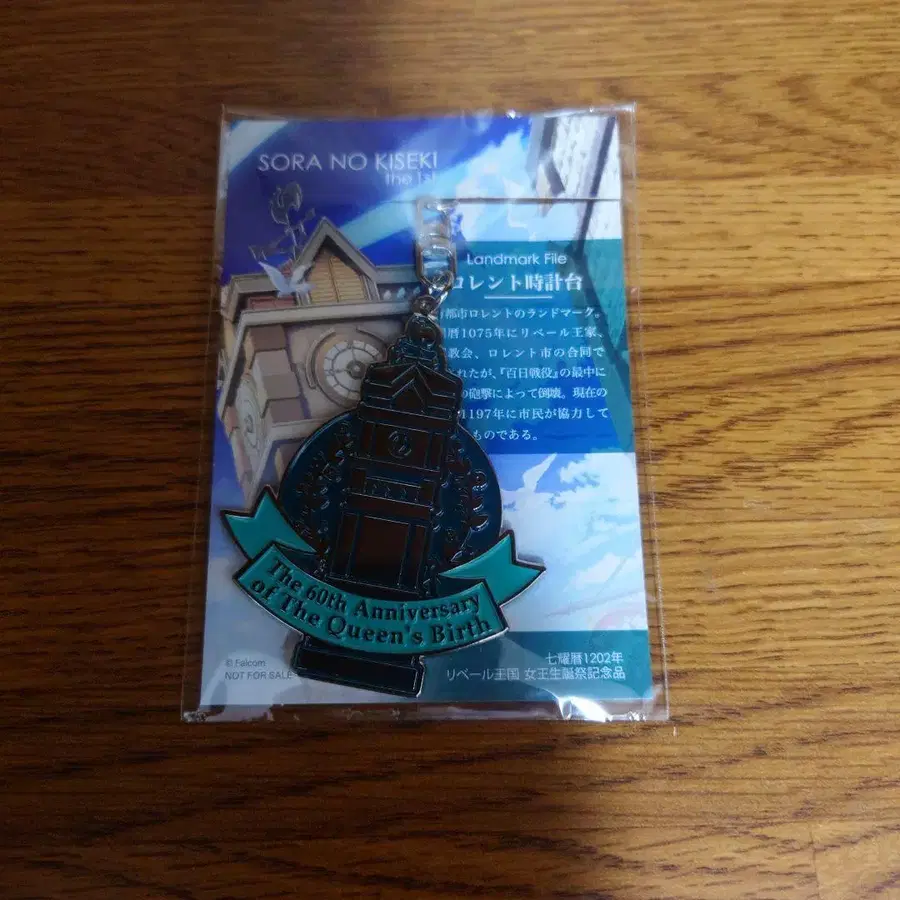 SORA NO KISEKI
the 1st
Landmark File
ロレント時計台
都市ロレントのランドマーク。
暦1075年にリベール王家、
教会、ロレント市の合同で
れたが、『百日戦役』の最中に
の砲撃によって倒壊。現在の
1197年に市民が協力して
ものである。
The 60th Anniversary
of The Queen's Birth
© Falcom
NOT FOR SALE
七耀暦1202年
リベール王国 女王生誕祭記念品